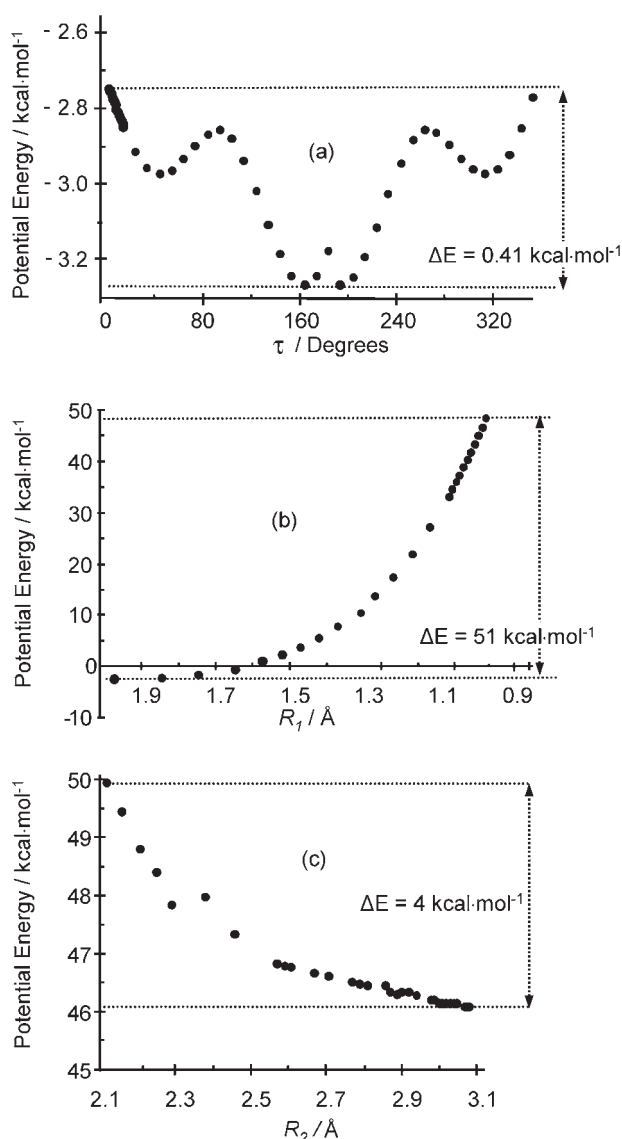 - 2.6
- 2.8
- 3.0
- 3.2
Potential Energy / kcal·mol⁻¹
(a)
ΔE = 0.41 kcal·mol⁻¹
0 80 160 240 320
τ / Degrees
50
40
30
20
10
0
-10
Potential Energy / kcal·mol⁻¹
(b)
ΔE = 51 kcal·mol⁻¹
1.9 1.7 1.5 1.3 1.1 0.9
R₁ / Å
50
49
48
47
46
45
Potential Energy / kcal·mol⁻¹
(c)
ΔE = 4 kcal·mol⁻¹
2.1 2.3 2.5 2.7 2.9 3.1
R₂ / Å